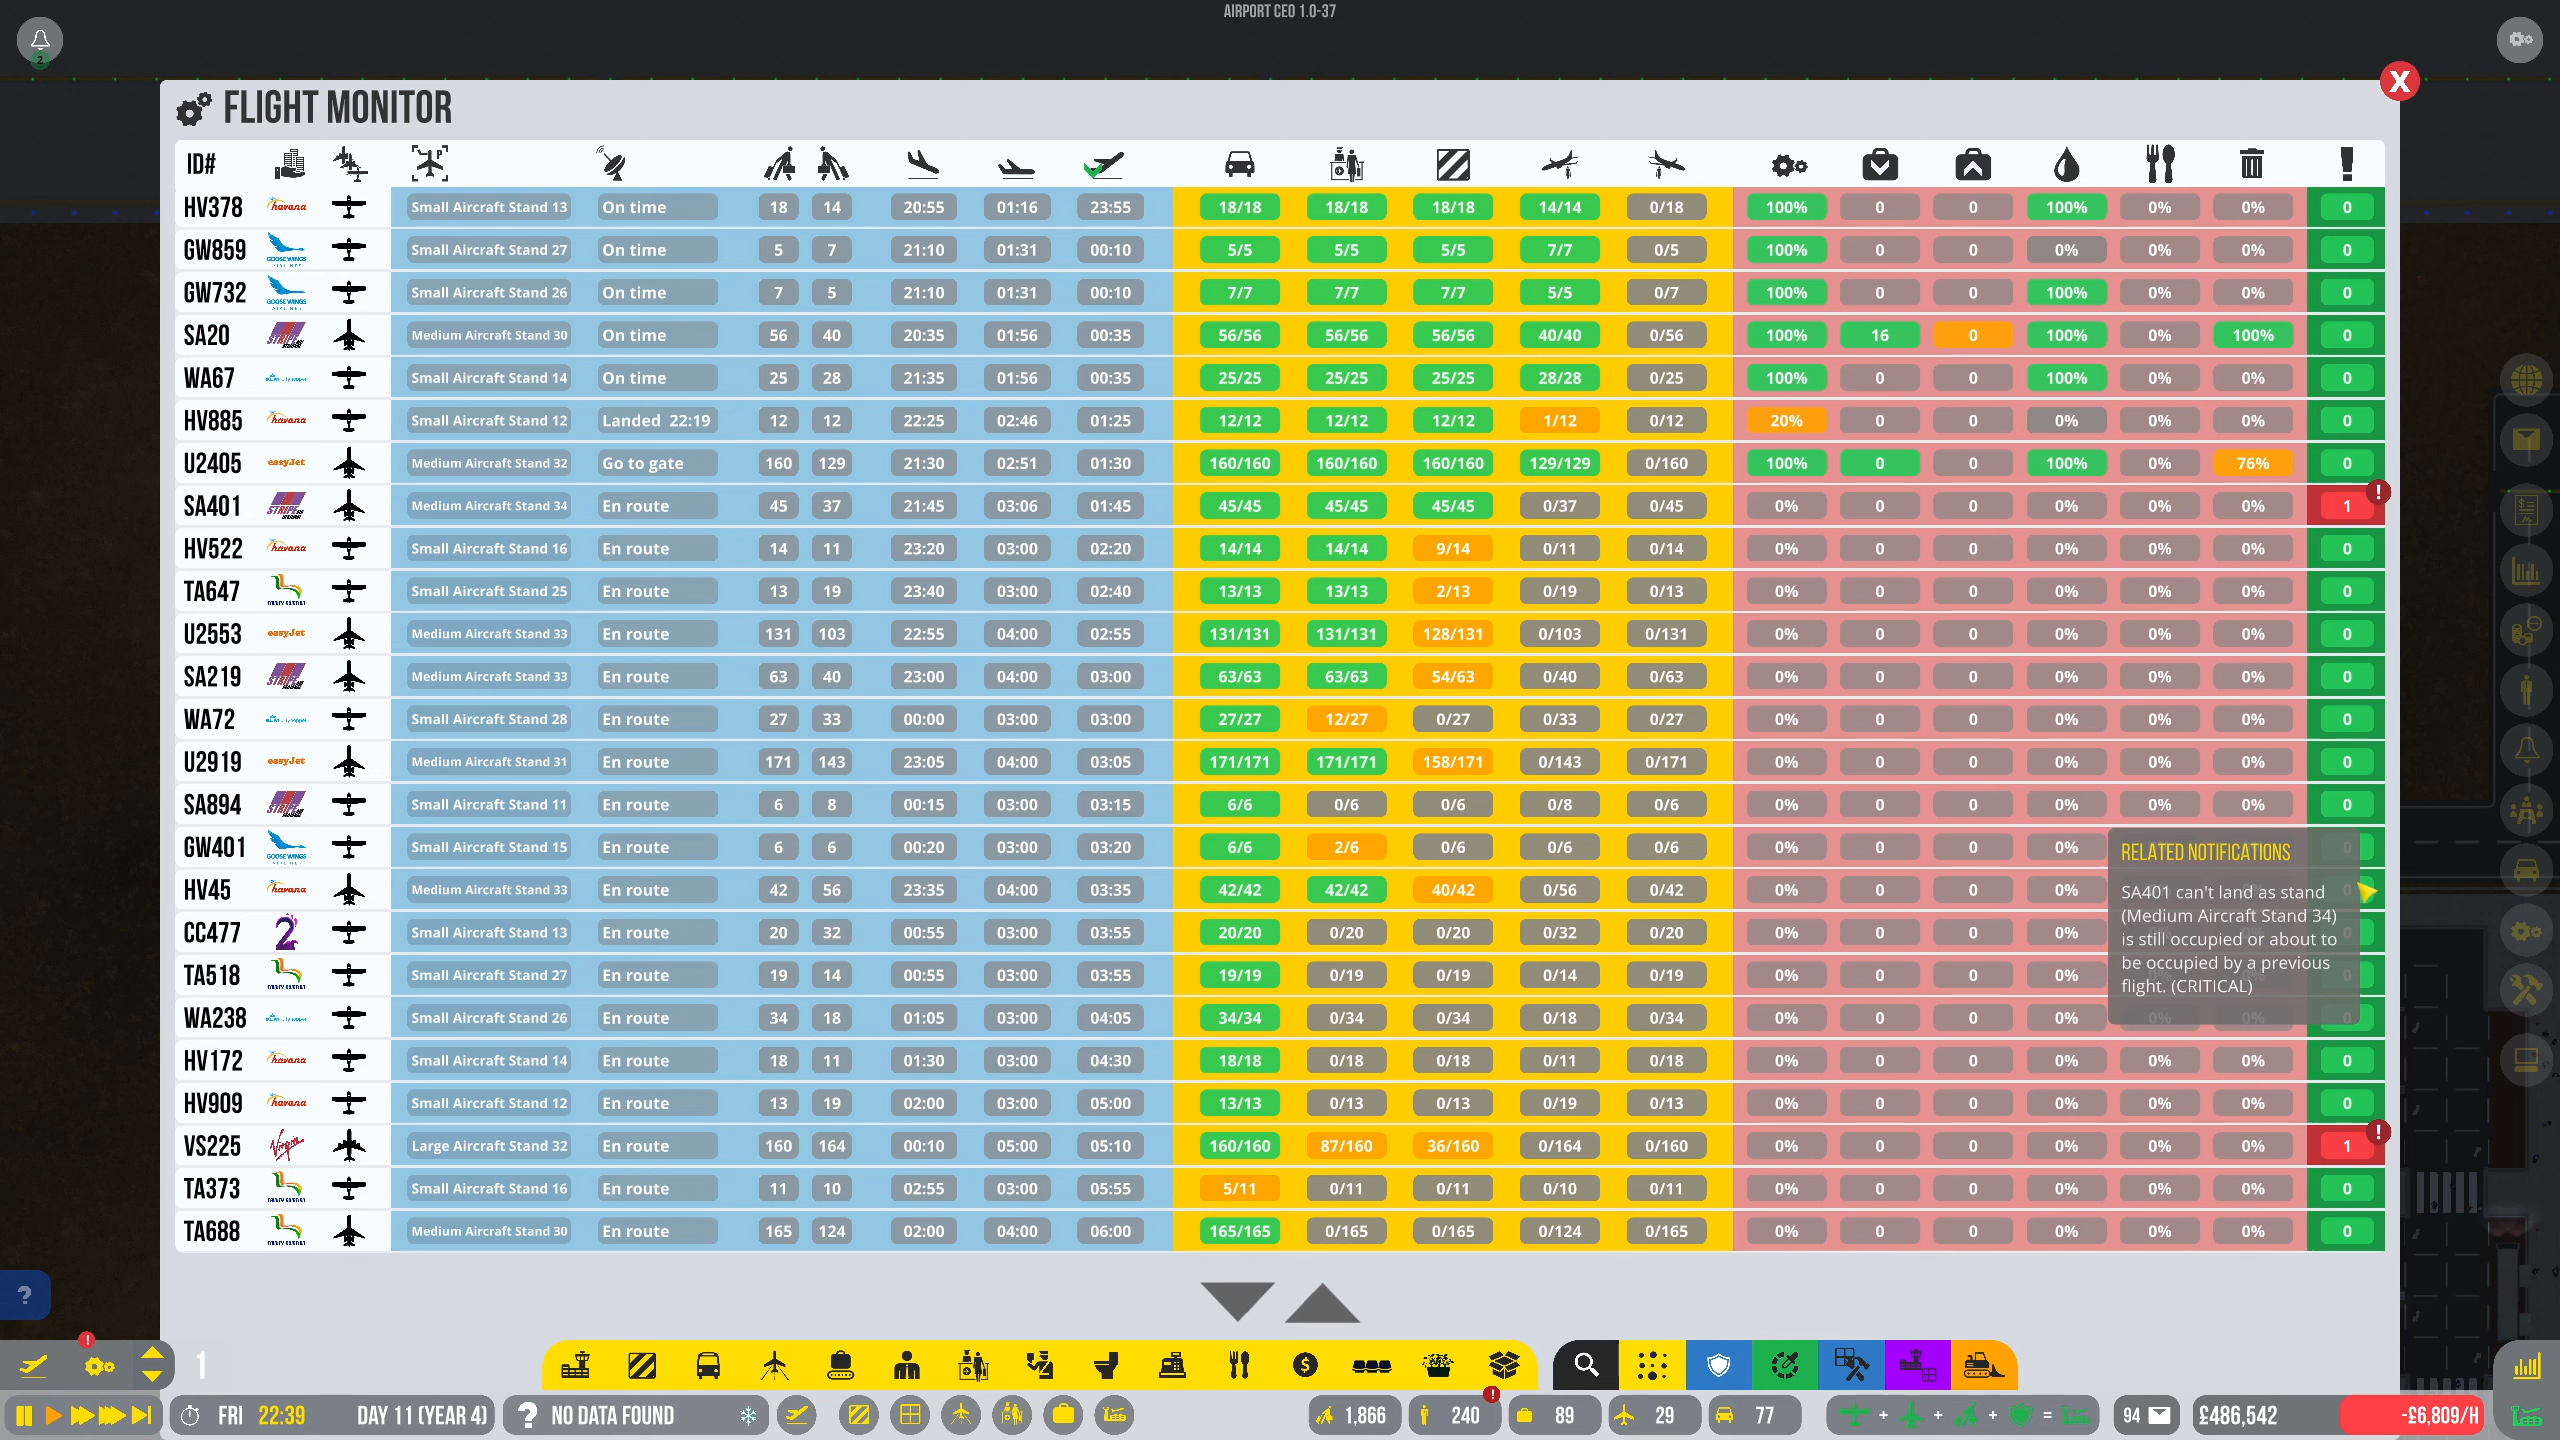 AIRPORT CEO 1.0-37
2
FLIGHT MONITOR
X
ID#
HV378 havana Small Aircraft Stand 13 On time 18 14 20:55 01:16 23:55 18/18 18/18 18/18 14/14 0/18 100% 0 0 100% 0% 0% 0
GW859 GOOSE WINGS AIRLINES Small Aircraft Stand 27 On time 5 7 21:10 01:31 00:10 5/5 5/5 5/5 7/7 0/5 100% 0 0 0% 0% 0% 0
GW732 GOOSE WINGS AIRLINES Small Aircraft Stand 26 On time 7 5 21:10 01:31 00:10 7/7 7/7 7/7 5/5 0/7 100% 0 0 100% 0% 0% 0
SA20 STRIPE AIR Medium Aircraft Stand 30 On time 56 40 20:35 01:56 00:35 56/56 56/56 56/56 40/40 0/56 100% 16 0 100% 0% 100% 0
WA67 Small Aircraft Stand 14 On time 25 28 21:35 01:56 00:35 25/25 25/25 25/25 28/28 0/25 100% 0 0 100% 0% 0% 0
HV885 havana Small Aircraft Stand 12 Landed 22:19 12 12 22:25 02:46 01:25 12/12 12/12 12/12 1/12 0/12 20% 0 0 0% 0% 0% 0
U2405 easyJet Medium Aircraft Stand 32 Go to gate 160 129 21:30 02:51 01:30 160/160 160/160 160/160 129/129 0/160 100% 0 0 100% 0% 76% 0
SA401 STRIPE AIR Medium Aircraft Stand 34 En route 45 37 21:45 03:06 01:45 45/45 45/45 45/45 0/37 0/45 0% 0 0 0% 0% 0% 1 !
HV522 havana Small Aircraft Stand 16 En route 14 11 23:20 03:00 02:20 14/14 14/14 9/14 0/11 0/14 0% 0 0 0% 0% 0% 0
TA647 Small Aircraft Stand 25 En route 13 19 23:40 03:00 02:40 13/13 13/13 2/13 0/19 0/13 0% 0 0 0% 0% 0% 0
U2553 easyJet Medium Aircraft Stand 33 En route 131 103 22:55 04:00 02:55 131/131 131/131 128/131 0/103 0/131 0% 0 0 0% 0% 0% 0
SA219 STRIPE AIR Medium Aircraft Stand 33 En route 63 40 23:00 04:00 03:00 63/63 63/63 54/63 0/40 0/63 0% 0 0 0% 0% 0% 0
WA72 Small Aircraft Stand 28 En route 27 33 00:00 03:00 03:00 27/27 12/27 0/27 0/33 0/27 0% 0 0 0% 0% 0% 0
U2919 easyJet Medium Aircraft Stand 31 En route 171 143 23:05 04:00 03:05 171/171 171/171 158/171 0/143 0/171 0% 0 0 0% 0% 0% 0
SA894 STRIPE AIR Small Aircraft Stand 11 En route 6 8 00:15 03:00 03:15 6/6 0/6 0/6 0/8 0/6 0% 0 0 0% 0% 0% 0
GW401 GOOSE WINGS AIRLINES Small Aircraft Stand 15 En route 6 6 00:20 03:00 03:20 6/6 2/6 0/6 0/6 0/6 0% 0 0 0%
HV45 havana Medium Aircraft Stand 33 En route 42 56 23:35 04:00 03:35 42/42 42/42 40/42 0/56 0/42 0% 0 0 0%
CC477 2 Small Aircraft Stand 13 En route 20 32 00:55 03:00 03:55 20/20 0/20 0/20 0/32 0/20 0% 0 0 0%
TA518 Small Aircraft Stand 27 En route 19 14 00:55 03:00 03:55 19/19 0/19 0/19 0/14 0/19 0% 0 0 0%
WA238 Small Aircraft Stand 26 En route 34 18 01:05 03:00 04:05 34/34 0/34 0/34 0/18 0/34 0% 0 0 0% 0% 0% 0
RELATED NOTIFICATIONS
SA401 can't land as stand
(Medium Aircraft Stand 34)
is still occupied or about to
be occupied by a previous
flight. (CRITICAL)
HV172 havana Small Aircraft Stand 14 En route 18 11 01:30 03:00 04:30 18/18 0/18 0/18 0/11 0/18 0% 0 0 0% 0% 0% 0
HV909 havana Small Aircraft Stand 12 En route 13 19 02:00 03:00 05:00 13/13 0/13 0/13 0/19 0/13 0% 0 0 0% 0% 0% 0
VS225 Virgin Large Aircraft Stand 32 En route 160 164 00:10 05:00 05:10 160/160 87/160 36/160 0/164 0/160 0% 0 0 0% 0% 0% 1 !
TA373 Small Aircraft Stand 16 En route 11 10 02:55 03:00 05:55 5/11 0/11 0/11 0/10 0/11 0% 0 0 0% 0% 0% 0
TA688 Medium Aircraft Stand 30 En route 165 124 02:00 04:00 06:00 165/165 0/165 0/165 0/124 0/165 0% 0 0 0% 0% 0% 0
?
! 1
FRI 22:39 DAY 11 (YEAR 4) ? NO DATA FOUND 1,866 240 ! 89 29 77 + + + = 94 £486,542 -£6,809/H